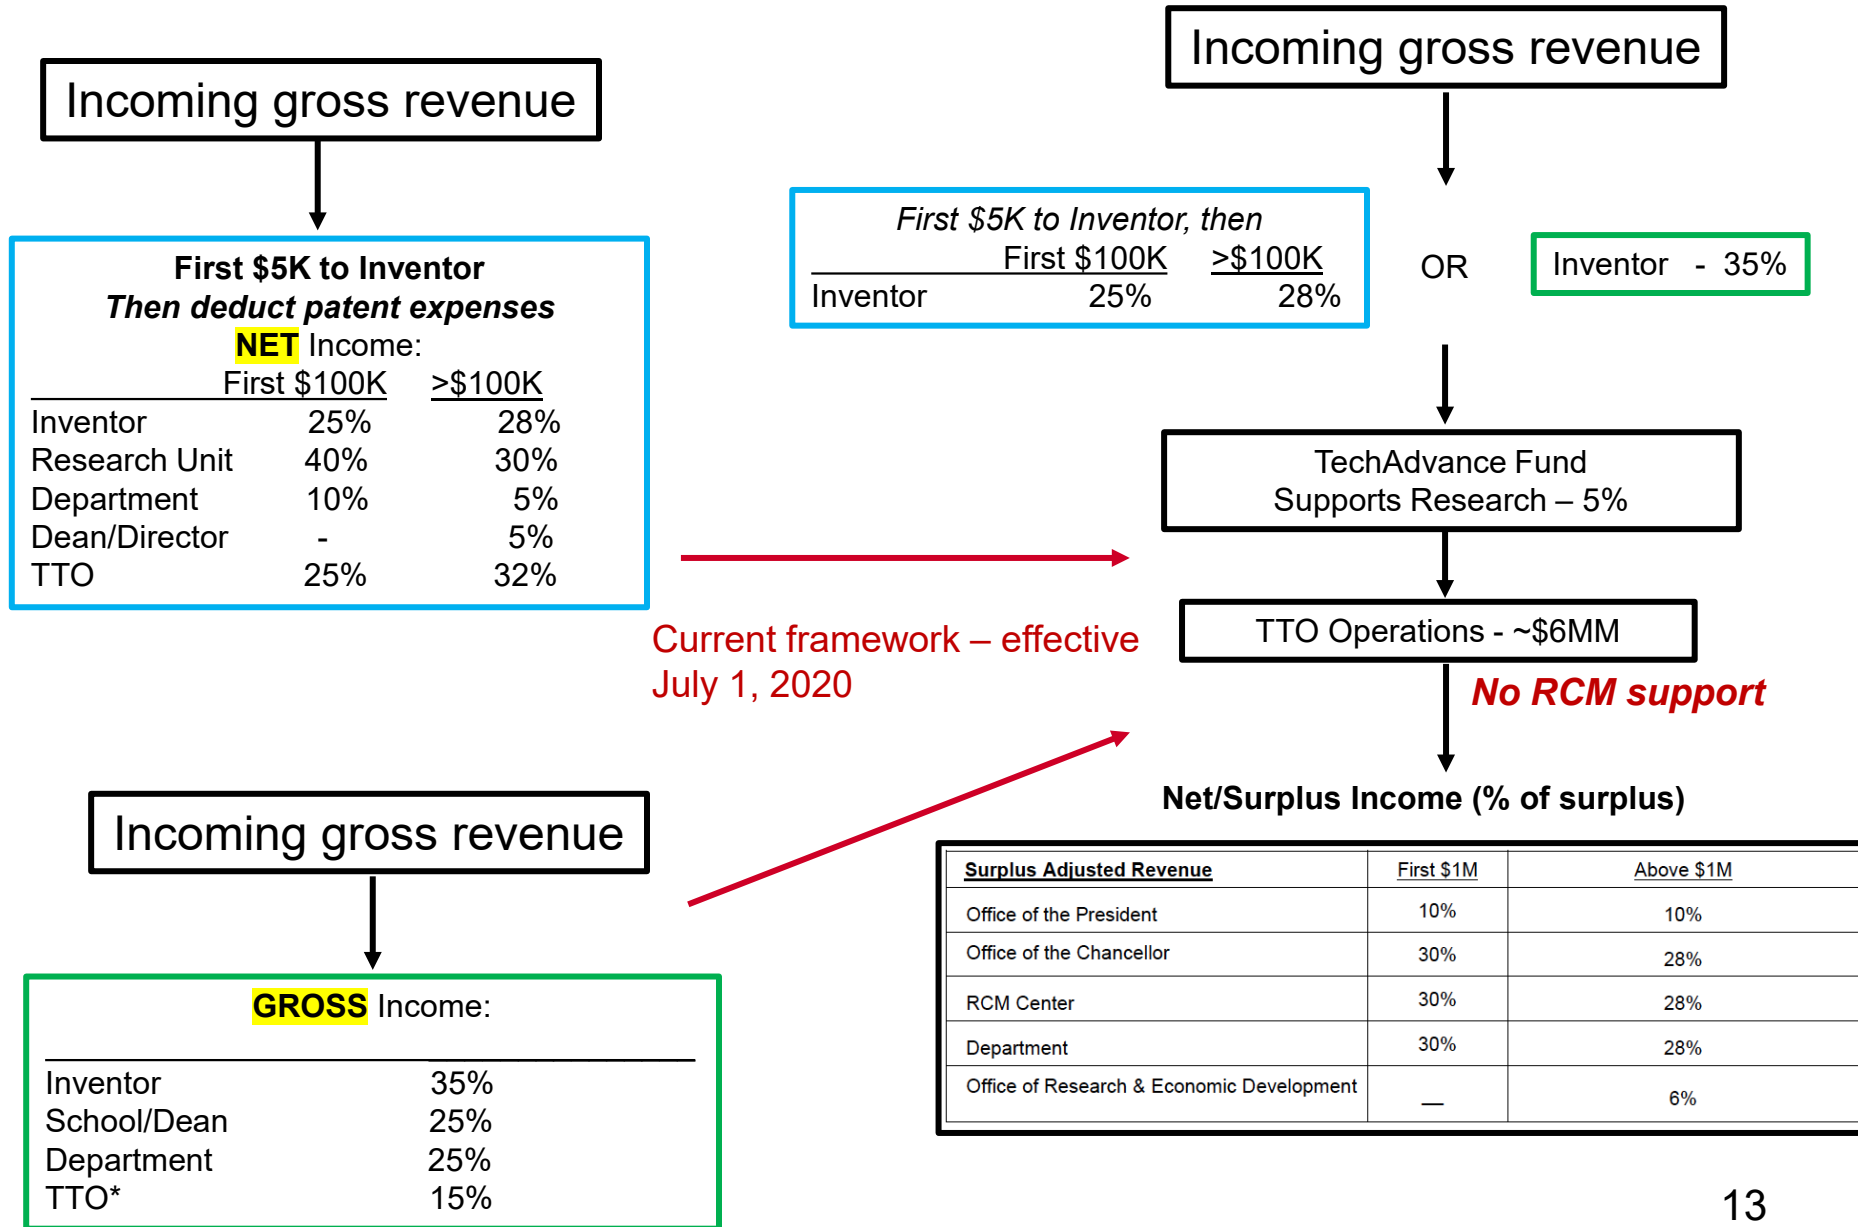 Incoming gross revenue
First $5K to Inventor
Then deduct patent expenses
NET Income:
First $100K >$100K
Inventor 25% 28%
Research Unit 40% 30%
Department 10% 5%
Dean/Director - 5%
TTO 25% 32%
Incoming gross revenue
GROSS Income:
Inventor 35%
School/Dean 25%
Department 25%
TTO* 15%
Current framework – effective
July 1, 2020
Incoming gross revenue
First $5K to Inventor, then
First $100K >$100K
Inventor 25% 28%
OR
Inventor - 35%
TechAdvance Fund
Supports Research – 5%
TTO Operations - ~$6MM
No RCM support
Net/Surplus Income (% of surplus)
Surplus Adjusted Revenue First $1M Above $1M
Office of the President 10% 10%
Office of the Chancellor 30% 28%
RCM Center 30% 28%
Department 30% 28%
Office of Research & Economic Development — 6%
13